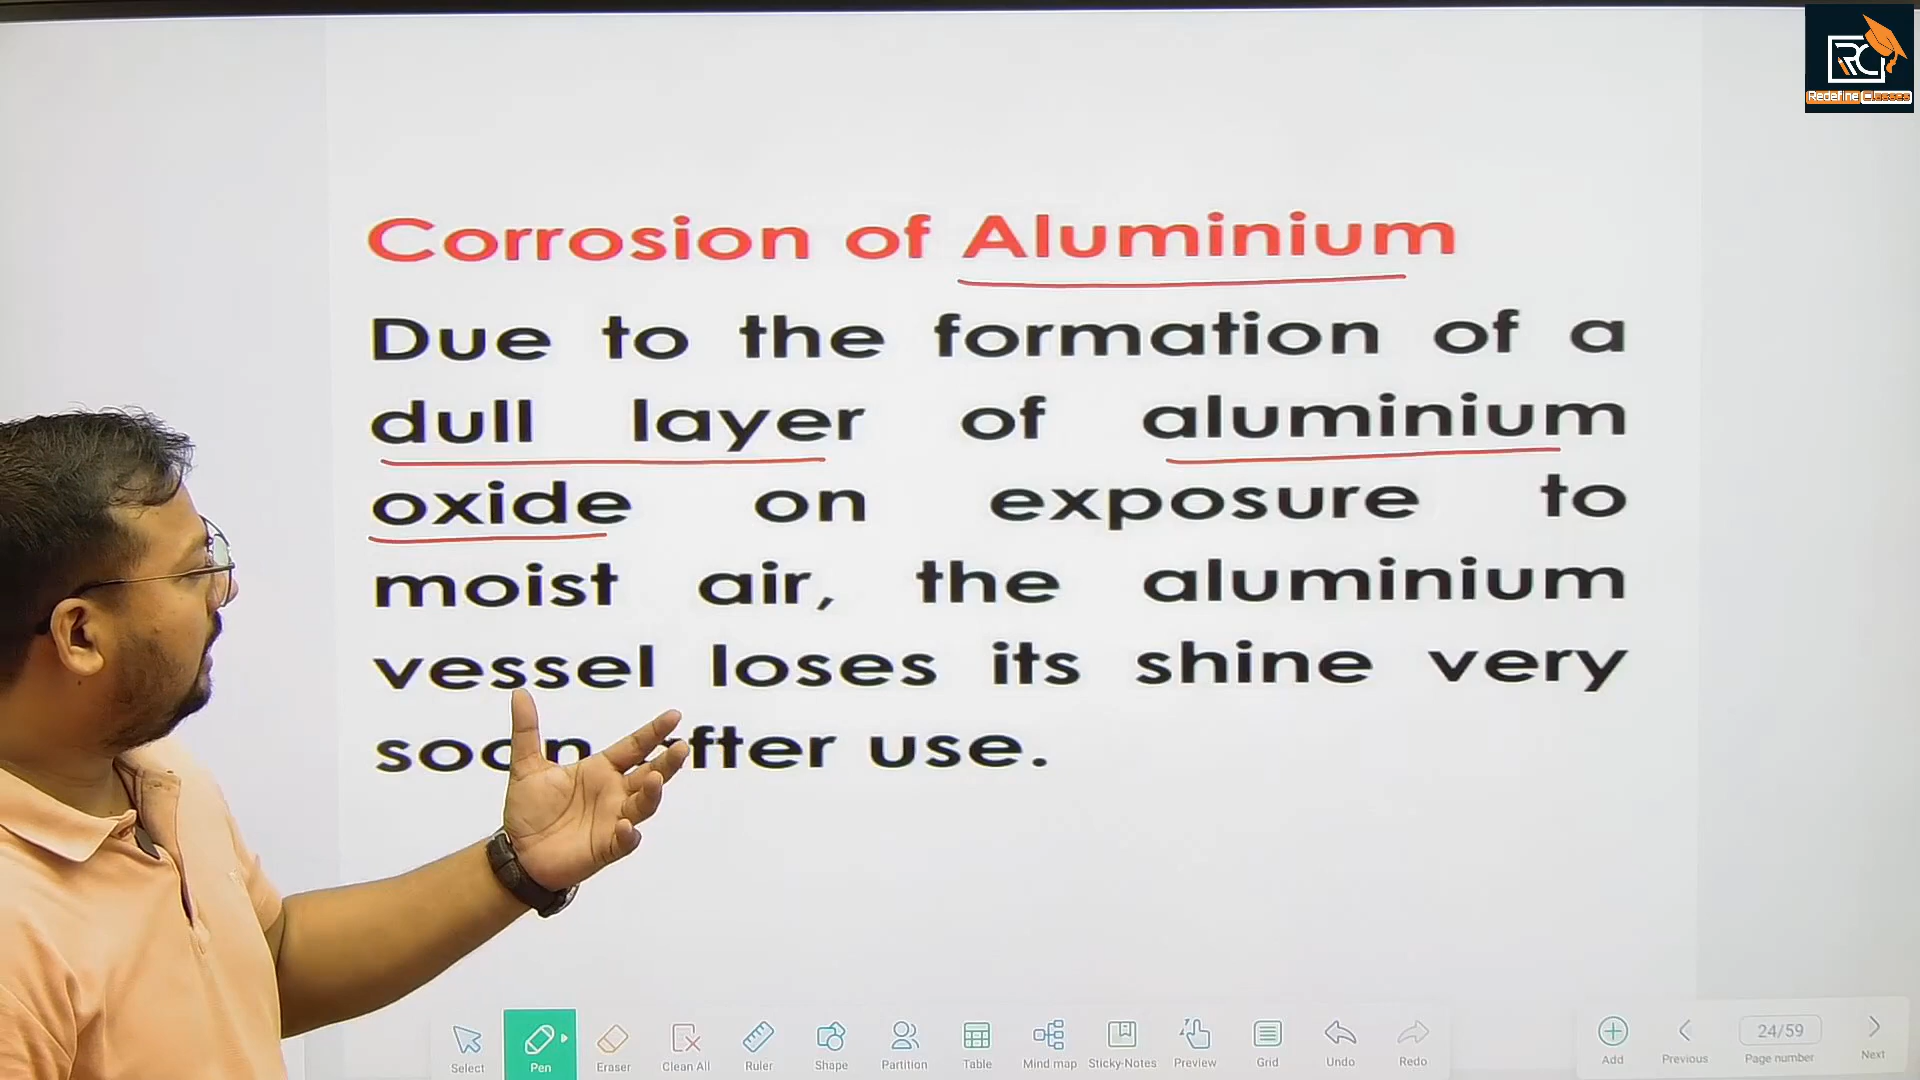 Redefine Classes
Corrosion of Aluminium
Due to the formation of a
dull layer of aluminium
oxide on exposure to
moist air, the aluminium
vessel loses its shine very
soon after use.
Select Pen Eraser Clean All Ruler Shape Partition Table Mind map Sticky-Notes Preview Grid Undo Redo Add Previous 24/59 Page number Next